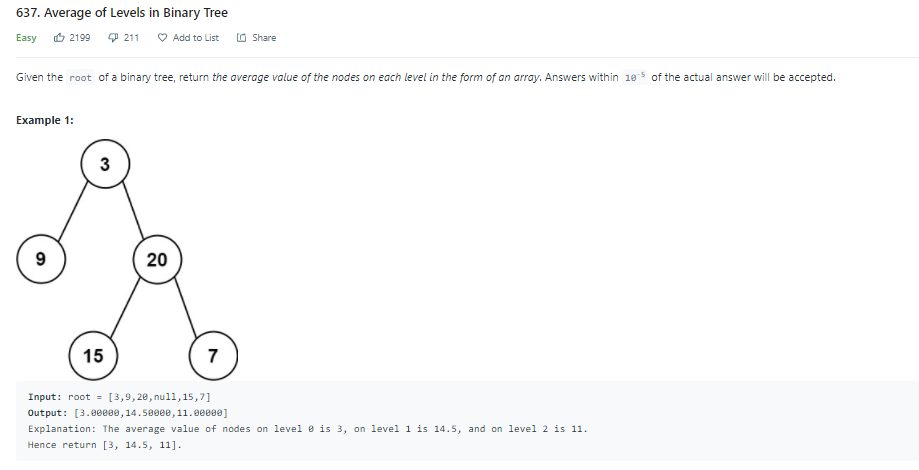 637. Average of Levels in Binary Tree
Easy 2199 211 Add to List Share
Given the root of a binary tree, return the average value of the nodes on each level in the form of an array. Answers within 10⁻⁵ of the actual answer will be accepted.
Example 1:
3
9 20
15 7
Input: root = [3,9,20,null,15,7]
Output: [3.00000,14.50000,11.00000]
Explanation: The average value of nodes on level 0 is 3, on level 1 is 14.5, and on level 2 is 11.
Hence return [3, 14.5, 11].